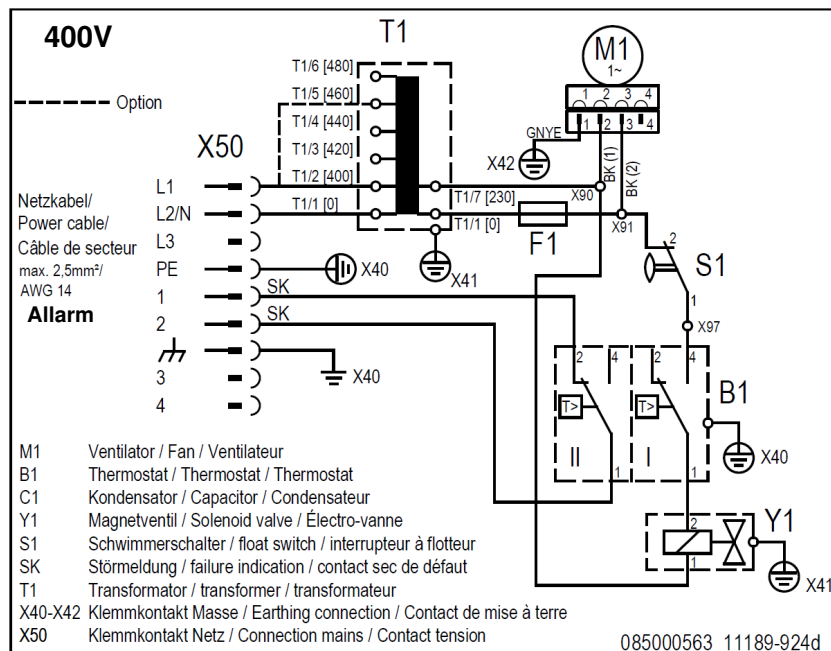 400V
T1
M1
1~
Option
T1/6 [480]
T1/5 [460]
T1/4 [440]
T1/3 [420]
T1/2 [400]
T1/1 [0]
1 2 3 4
1 2 3 4
GNYE
X42
BK (1)
BK (2)
X50
T1/7 [230]
T1/1 [0]
X90
X91
F1
X41
Netzkabel/
Power cable/
Câble de secteur
max. 2,5mm²/
AWG 14
Allarm
L1
L2/N
L3
PE
1
2
3
4
X40
SK
SK
X40
2
S1
1
X97
2 4 2 4
T> T>
II I
1 1
B1
X40
2
1
Y1
X41
M1 Ventilator / Fan / Ventilateur
B1 Thermostat / Thermostat / Thermostat
C1 Kondensator / Capacitor / Condensateur
Y1 Magnetventil / Solenoid valve / Électro-vanne
S1 Schwimmerschalter / float switch / interrupteur à flotteur
SK Störmeldung / failure indication / contact sec de défaut
T1 Transformator / transformer / transformateur
X40-X42 Klemmkontakt Masse / Earthing connection / Contact de mise à terre
X50 Klemmkontakt Netz / Connection mains / Contact tension
085000563 11189-924d